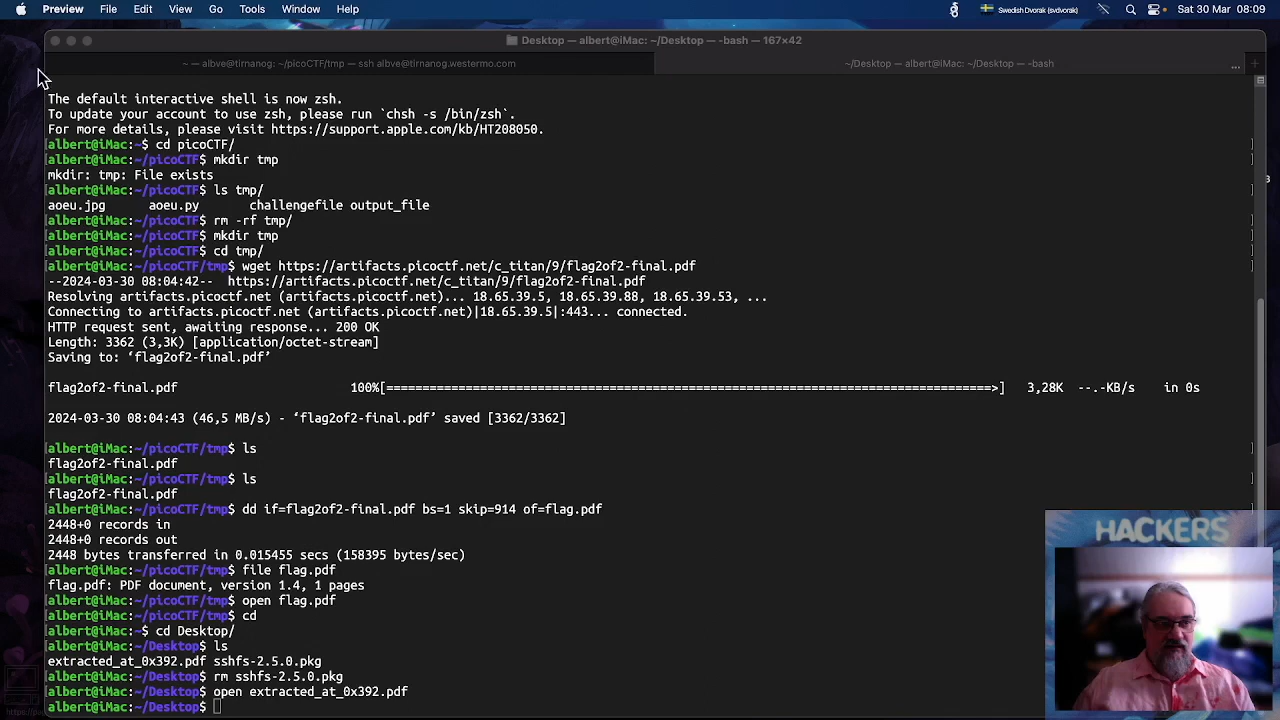 Preview File Edit View Go Tools Window Help
Swedish Dvorak (sdvorak)
Sat 30 Mar 08:09
Desktop — albert@iMac: ~/Desktop — -bash — 167×42
~ — albve@tirnanog: ~/picoCTF/tmp — ssh albve@tirnanog.westermo.com
~/Desktop — albert@iMac: ~/Desktop — -bash
The default interactive shell is now zsh.
To update your account to use zsh, please run `chsh -s /bin/zsh`.
For more details, please visit https://support.apple.com/kb/HT208050.
[albert@iMac:~$ cd picoCTF/ ]
[albert@iMac:~/picoCTF$ mkdir tmp ]
mkdir: tmp: File exists
[albert@iMac:~/picoCTF$ ls tmp/ ]
aoeu.jpg aoeu.py challengefile output_file
[albert@iMac:~/picoCTF$ rm -rf tmp/ ]
[albert@iMac:~/picoCTF$ mkdir tmp ]
[albert@iMac:~/picoCTF$ cd tmp/ ]
[albert@iMac:~/picoCTF/tmp$ wget https://artifacts.picoctf.net/c_titan/9/flag2of2-final.pdf ]
--2024-03-30 08:04:42-- https://artifacts.picoctf.net/c_titan/9/flag2of2-final.pdf
Resolving artifacts.picoctf.net (artifacts.picoctf.net)... 18.65.39.5, 18.65.39.88, 18.65.39.53, ...
Connecting to artifacts.picoctf.net (artifacts.picoctf.net)|18.65.39.5|:443... connected.
HTTP request sent, awaiting response... 200 OK
Length: 3362 (3,3K) [application/octet-stream]
Saving to: ‘flag2of2-final.pdf’
flag2of2-final.pdf 100%[====================================================================================>] 3,28K --.-KB/s in 0s
2024-03-30 08:04:43 (46,5 MB/s) - ‘flag2of2-final.pdf’ saved [3362/3362]
[albert@iMac:~/picoCTF/tmp$ ls ]
flag2of2-final.pdf
[albert@iMac:~/picoCTF/tmp$ ls ]
flag2of2-final.pdf
[albert@iMac:~/picoCTF/tmp$ dd if=flag2of2-final.pdf bs=1 skip=914 of=flag.pdf
2448+0 records in
2448+0 records out
2448 bytes transferred in 0.015455 secs (158395 bytes/sec)
[albert@iMac:~/picoCTF/tmp$ file flag.pdf
flag.pdf: PDF document, version 1.4, 1 pages
[albert@iMac:~/picoCTF/tmp$ open flag.pdf
[albert@iMac:~/picoCTF/tmp$ cd
[albert@iMac:~$ cd Desktop/
[albert@iMac:~/Desktop$ ls
extracted_at_0x392.pdf sshfs-2.5.0.pkg
[albert@iMac:~/Desktop$ rm sshfs-2.5.0.pkg
[albert@iMac:~/Desktop$ open extracted_at_0x392.pdf
albert@iMac:~/Desktop$
HACKERS